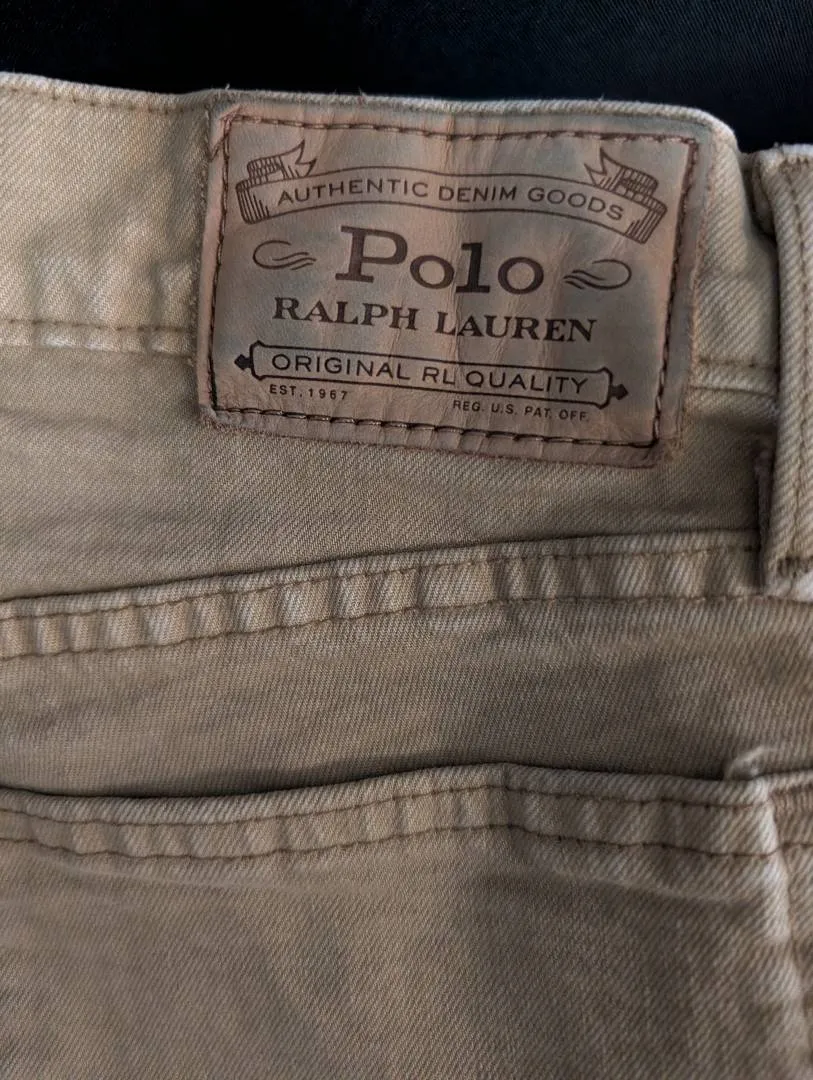 AUTHENTIC DENIM GOODS
Polo
RALPH LAUREN
ORIGINAL RL QUALITY
EST. 1967
REG. U.S. PAT. OFF.